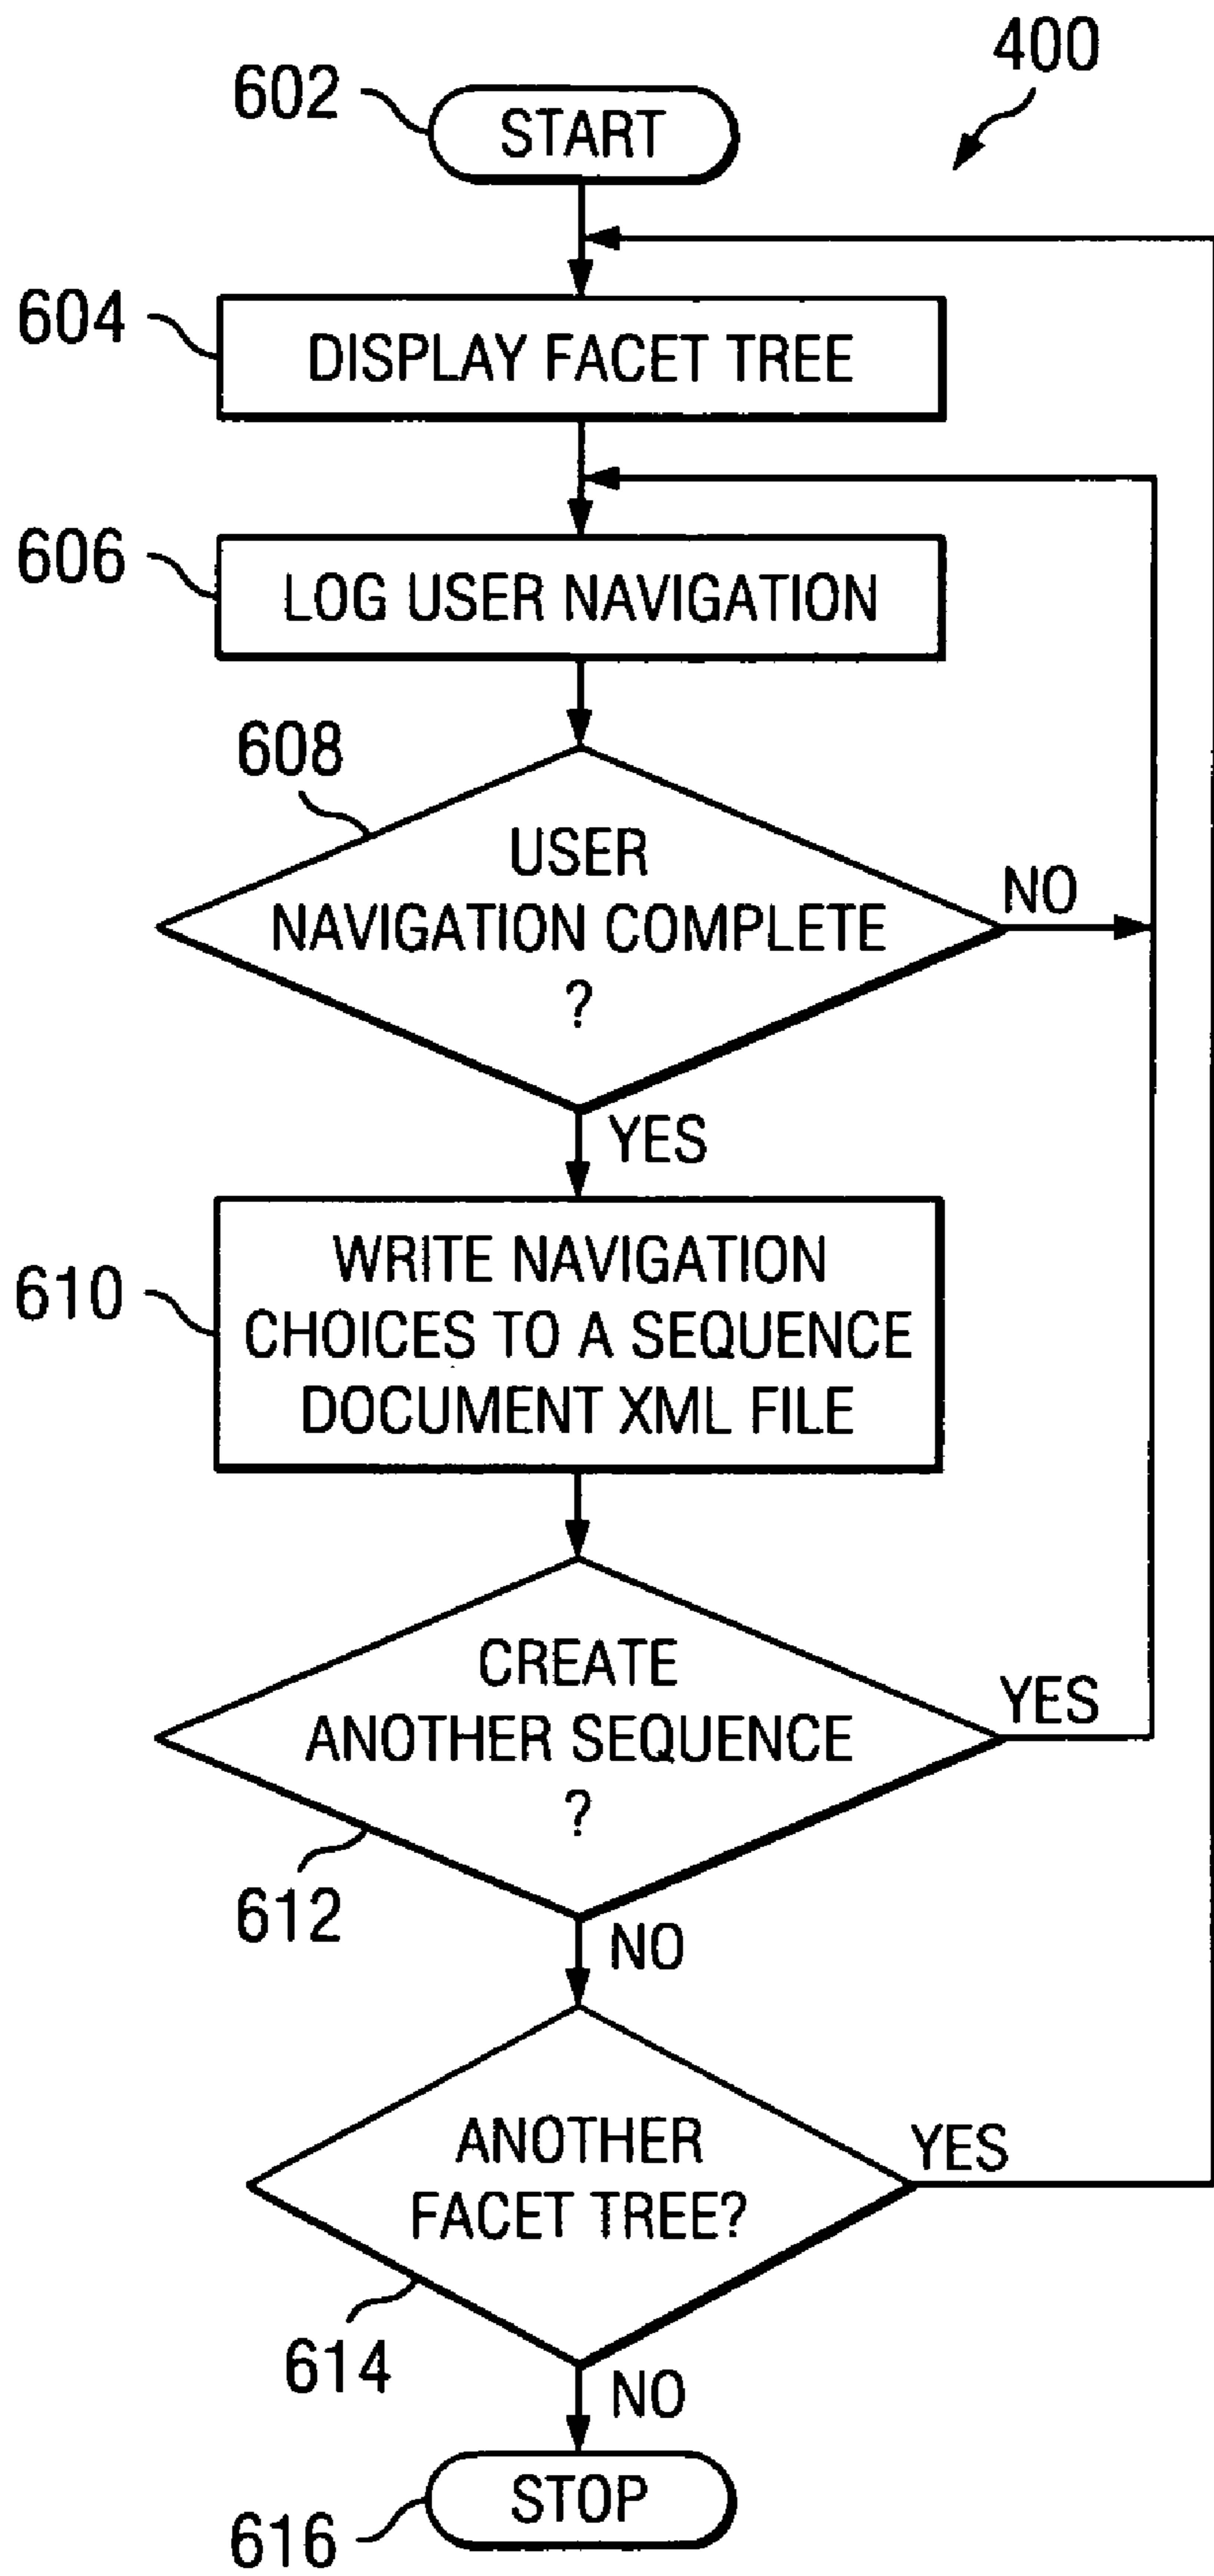 400
602
START
604
DISPLAY FACET TREE
606
LOG USER NAVIGATION
608
USER
NAVIGATION COMPLETE
?
NO
YES
610
WRITE NAVIGATION
CHOICES TO A SEQUENCE
DOCUMENT XML FILE
CREATE
ANOTHER SEQUENCE
?
YES
612
NO
ANOTHER
FACET TREE?
YES
614
NO
STOP
616